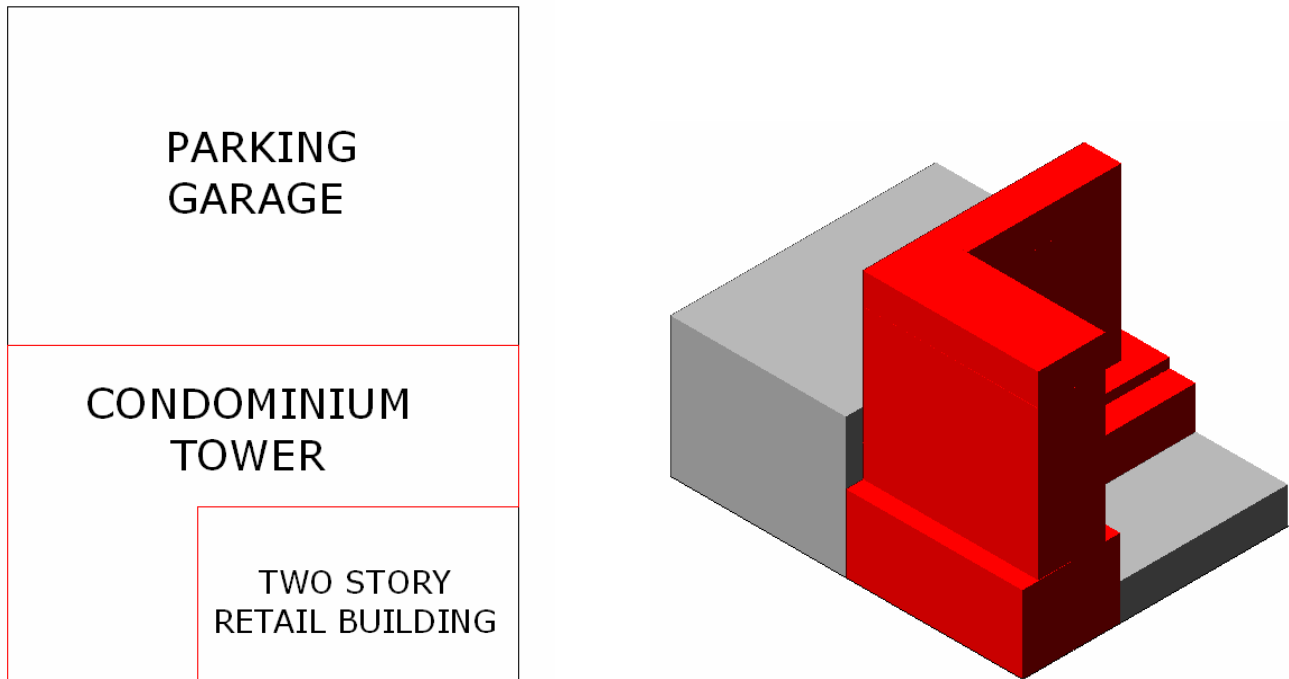 PARKING
GARAGE
CONDOMINIUM
TOWER
TWO STORY
RETAIL BUILDING